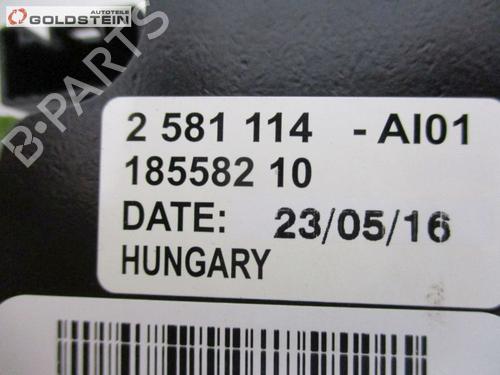 AUTOTEILE
GOLDSTEIN
B-PARTS
2 581 114 - AI01
185582 10
DATE: 23/05/16
HUNGARY